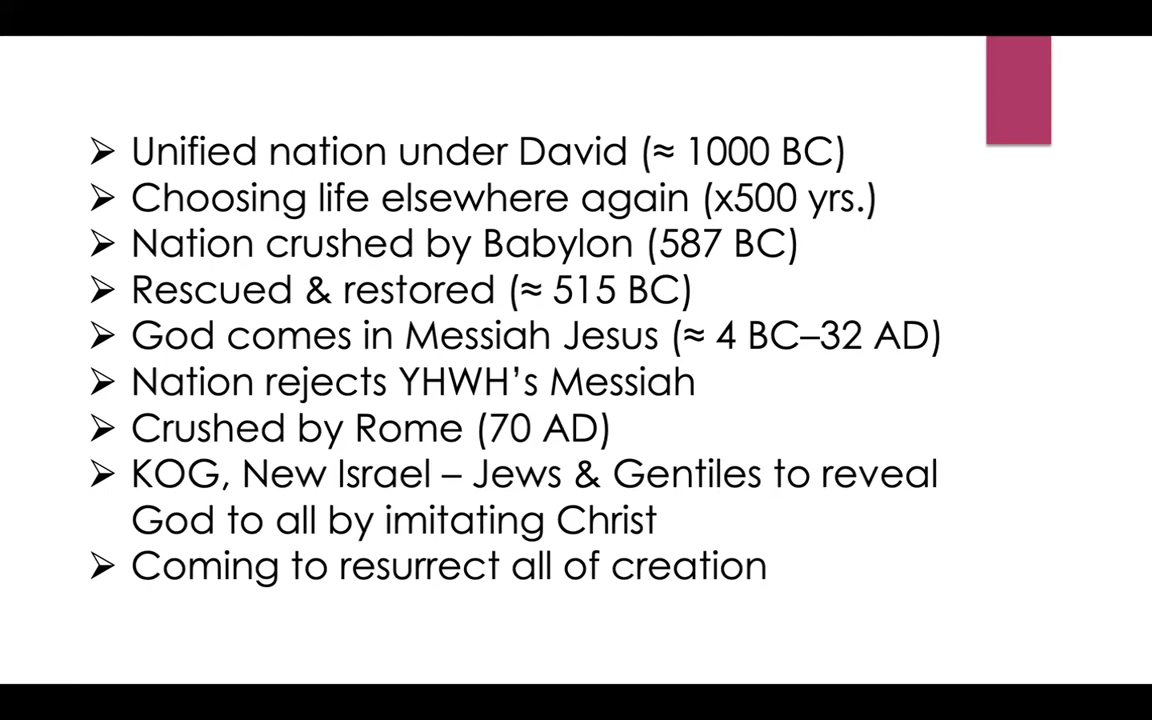 ➢ Unified nation under David (≈ 1000 BC)
➢ Choosing life elsewhere again (x500 yrs.)
➢ Nation crushed by Babylon (587 BC)
➢ Rescued & restored (≈ 515 BC)
➢ God comes in Messiah Jesus (≈ 4 BC–32 AD)
➢ Nation rejects YHWH’s Messiah
➢ Crushed by Rome (70 AD)
➢ KOG, New Israel – Jews & Gentiles to reveal
God to all by imitating Christ
➢ Coming to resurrect all of creation